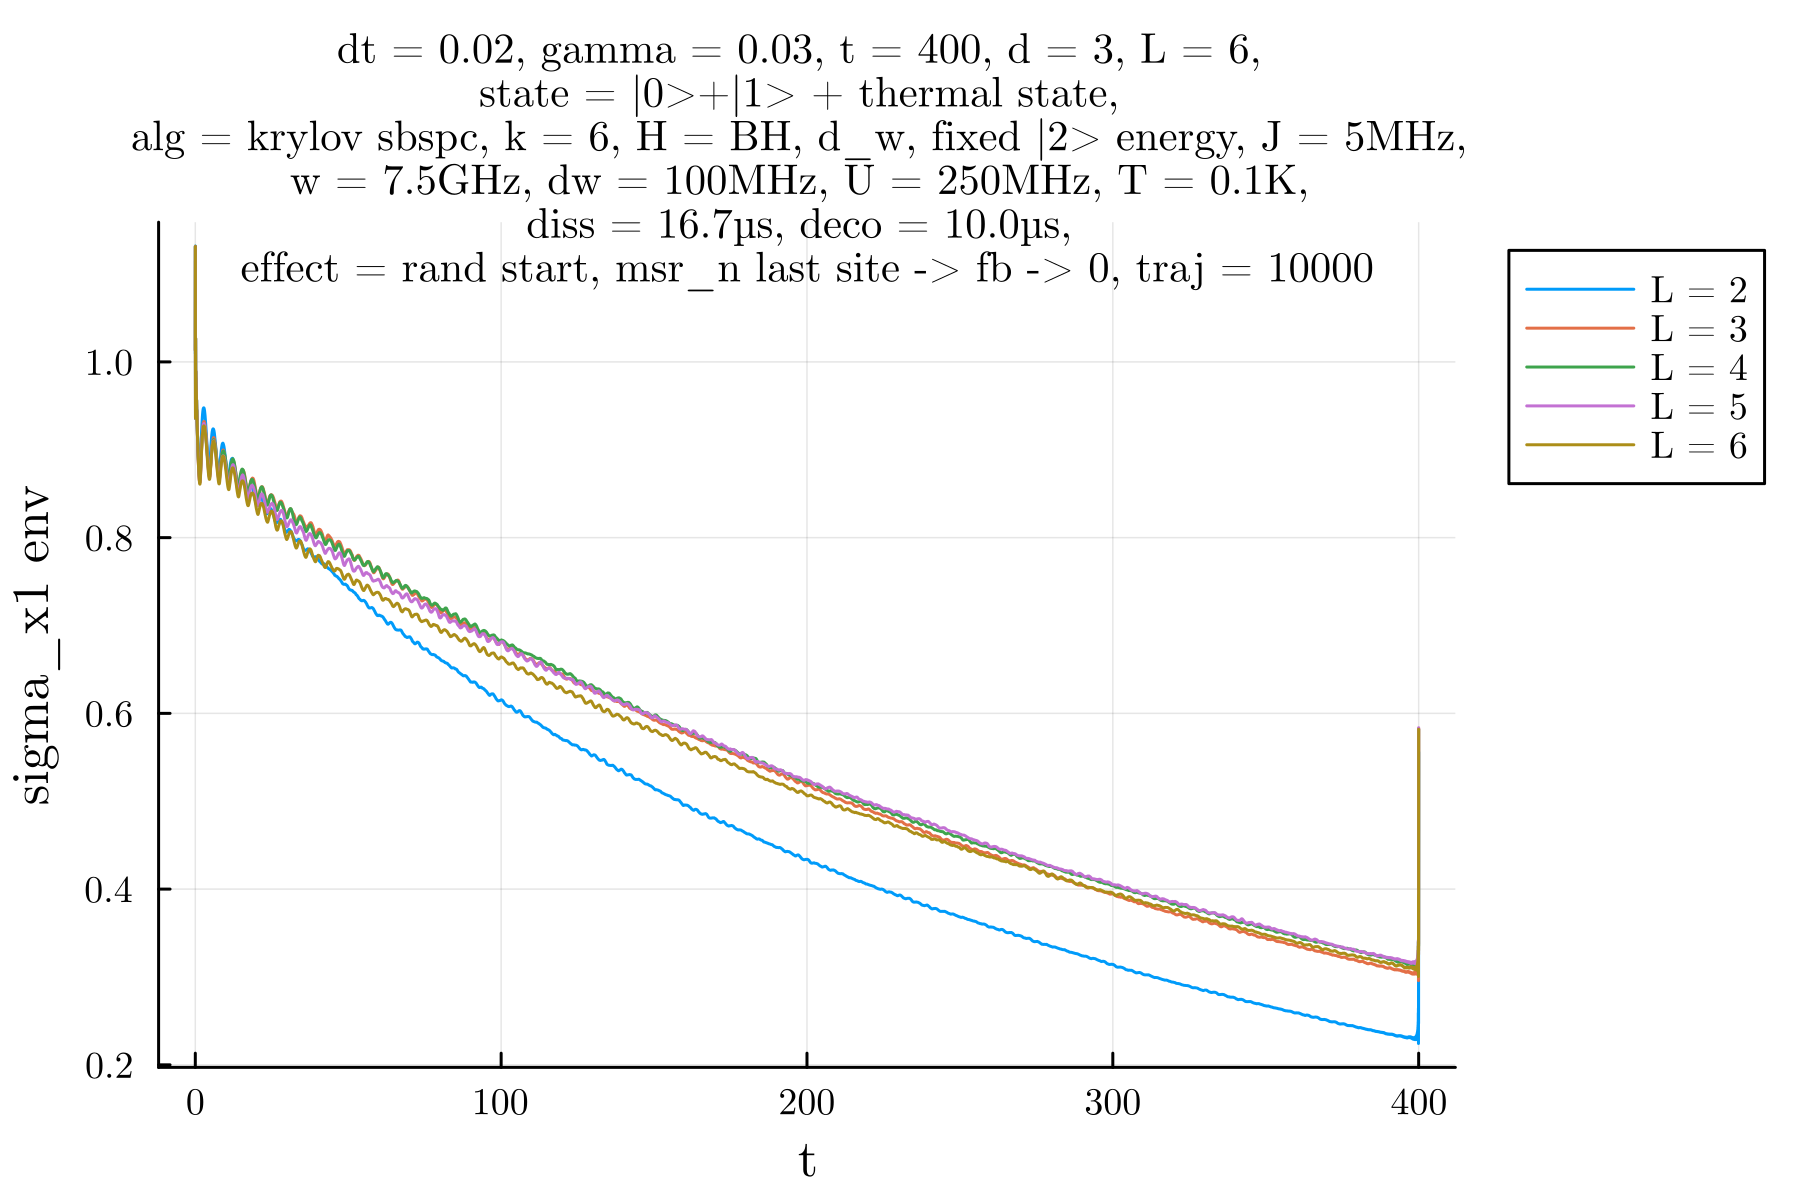 dt = 0.02, gamma = 0.03, t = 400, d = 3, L = 6,
state = |0>+|1> + thermal state,
alg = krylov sbspc, k = 6, H = BH, d_w, fixed |2> energy, J = 5MHz,
w = 7.5GHz, dw = 100MHz, U = 250MHz, T = 0.1K,
diss = 16.7µs, deco = 10.0µs,
effect = rand start, msr_n last site -> fb -> 0, traj = 10000
L = 2
L = 3
L = 4
L = 5
L = 6
1.0
0.8
0.6
0.4
0.2
sigma_x1 env
0 100 200 300 400
t